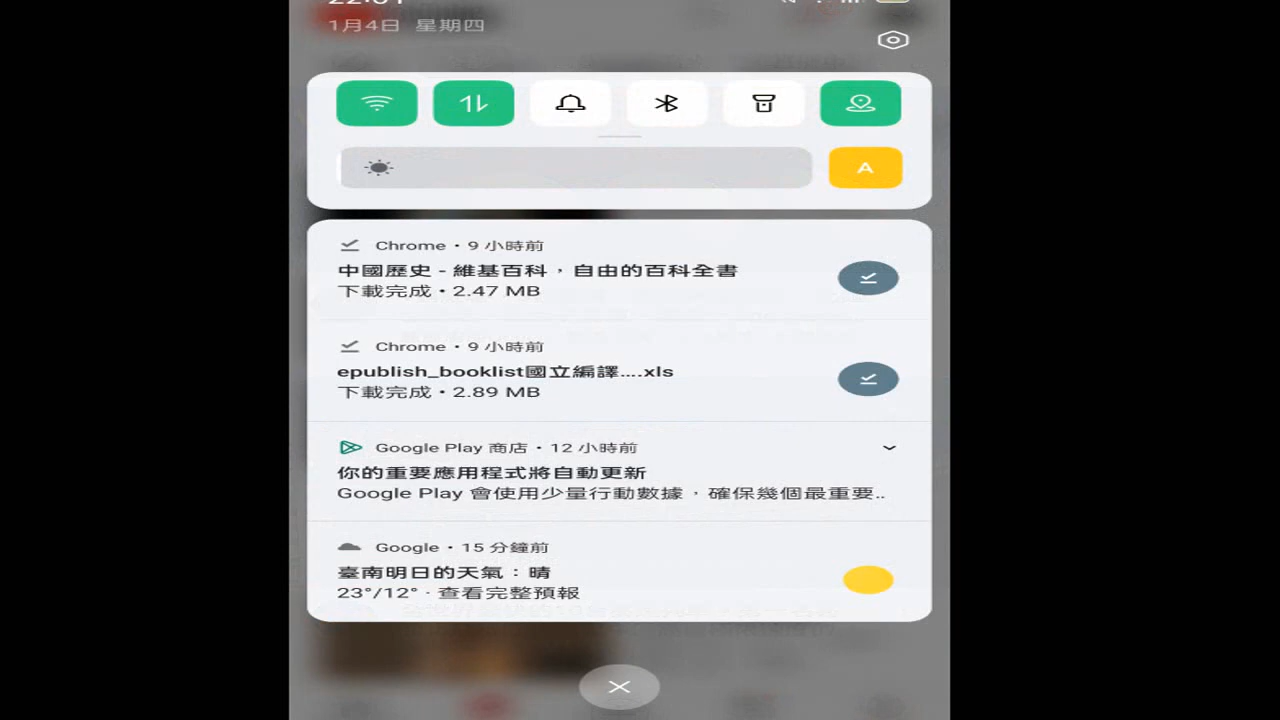 1月4日 星期四
A
Chrome • 9 小時前
中國歷史 - 維基百科，自由的百科全書
下載完成 • 2.47 MB
Chrome • 9 小時前
epublish_booklist國立編譯....xls
下載完成 • 2.89 MB
Google Play 商店 • 12 小時前
你的重要應用程式將自動更新
Google Play 會使用少量行動數據，確保幾個最重要..
Google • 15 分鐘前
臺南明日的天氣：晴
23°/12° · 查看完整預報